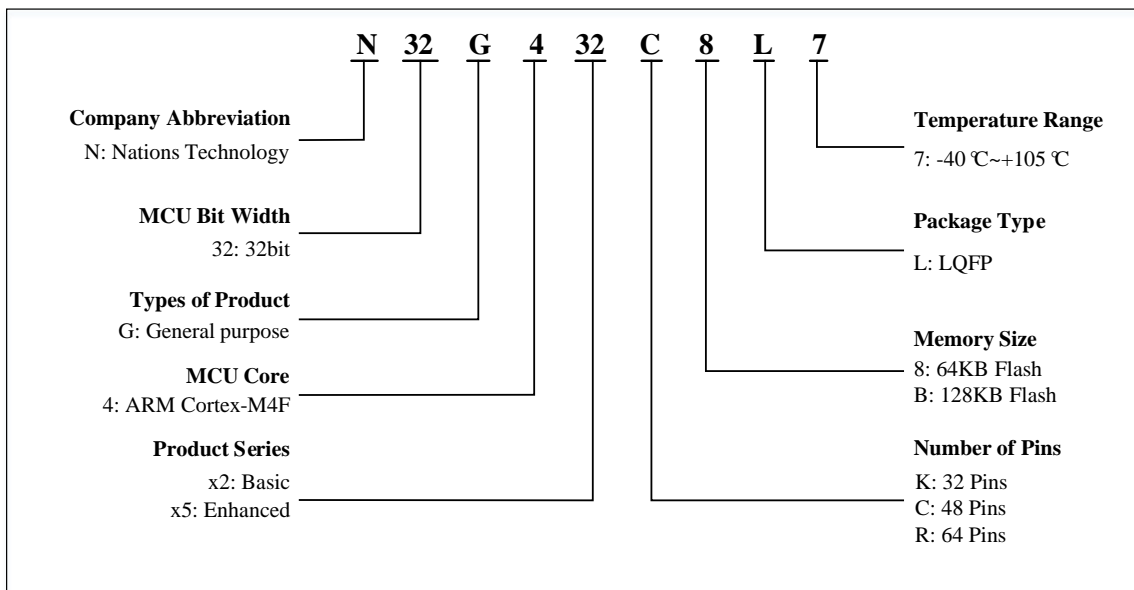 N 32 G 4 32 C 8 L 7
Company Abbreviation
N: Nations Technology
MCU Bit Width
32: 32bit
Types of Product
G: General purpose
MCU Core
4: ARM Cortex-M4F
Product Series
x2: Basic
x5: Enhanced
Temperature Range
7: -40 ℃~+105 ℃
Package Type
L: LQFP
Memory Size
8: 64KB Flash
B: 128KB Flash
Number of Pins
K: 32 Pins
C: 48 Pins
R: 64 Pins